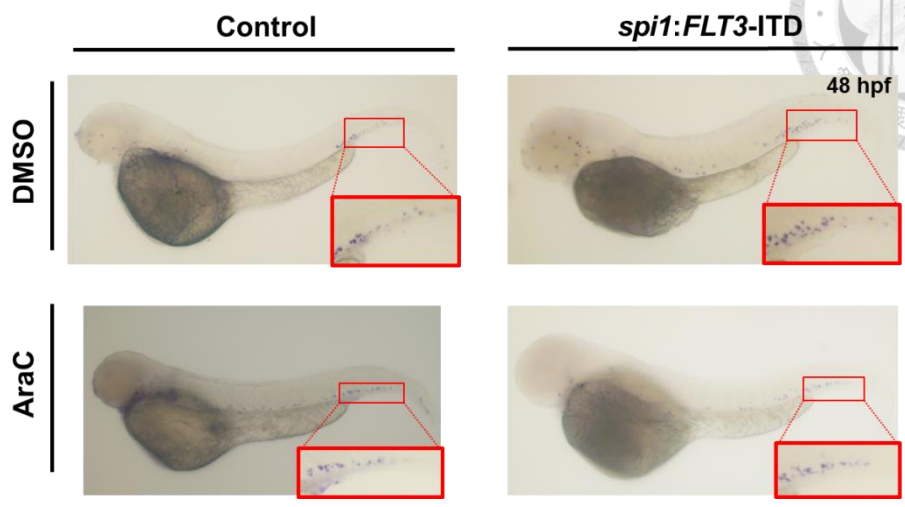 Control
spi1:FLT3-ITD
48 hpf
DMSO
AraC